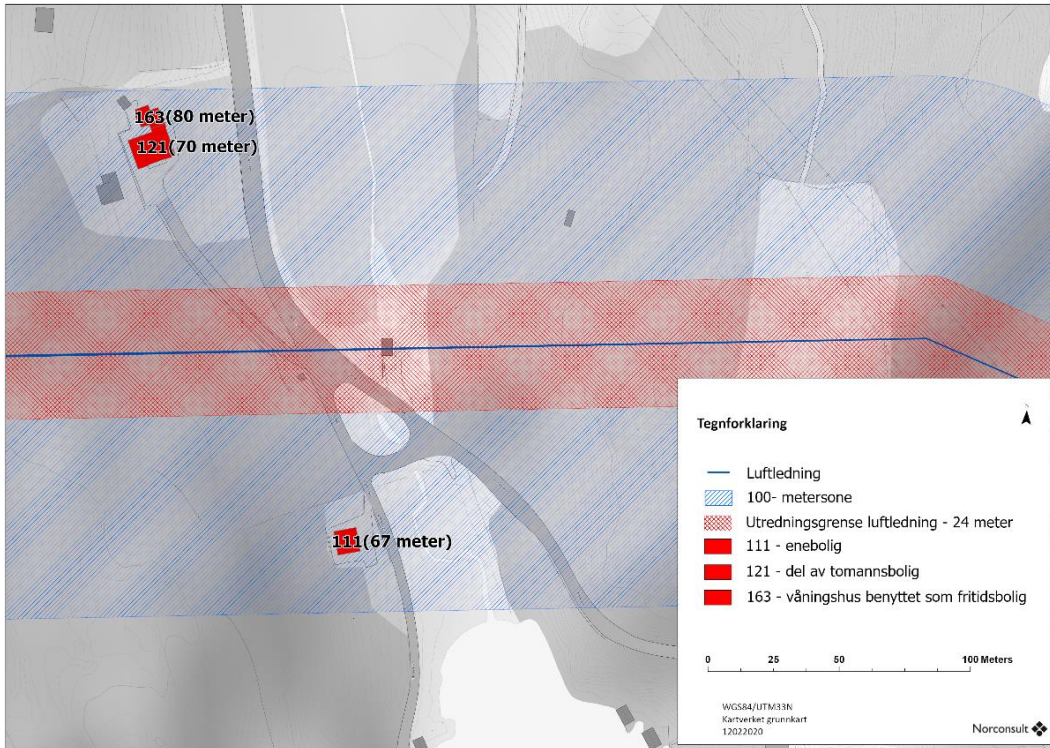 163(80 meter)
121(70 meter)
111(67 meter)
Tegnforklaring
Luftledning
100- metersone
Utredningsgrense luftledning - 24 meter
111 - enebolig
121 - del av tomannsbolig
163 - våningshus benyttet som fritidsbolig
0 25 50 100 Meters
WGS84/UTM33N
Kartverket grunnkart
12022020
Norconsult